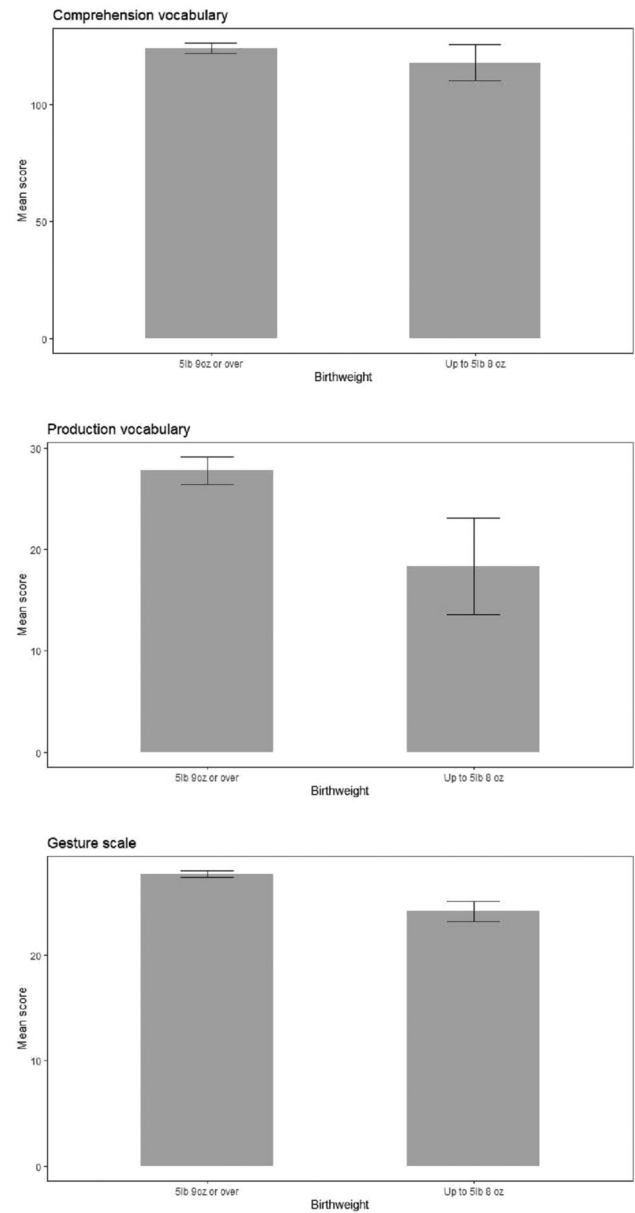 Comprehension vocabulary
100
50
0
Mean score
5lb 9oz or over
Up to 5lb 8 oz
Birthweight
Production vocabulary
30
20
10
0
Mean score
5lb 9oz or over
Up to 5lb 8 oz
Birthweight
Gesture scale
20
10
0
Mean score
5lb 9oz or over
Up to 5lb 8 oz
Birthweight